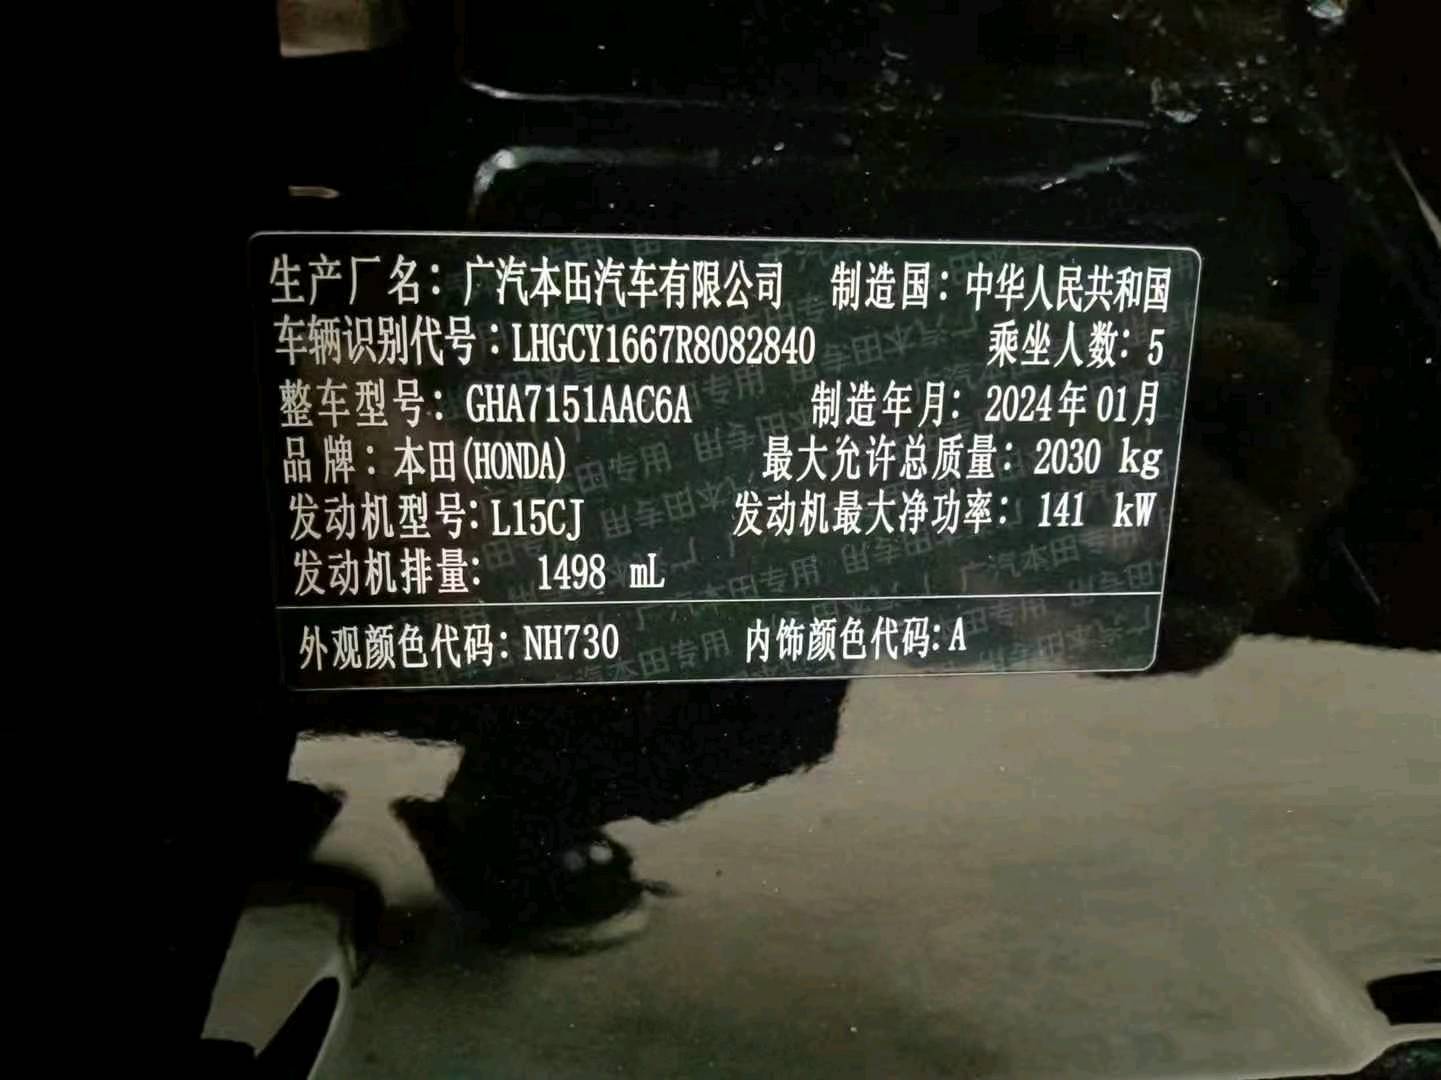 生产厂名：广汽本田汽车有限公司 制造国：中华人民共和国
车辆识别代号：LHGCY1667R8082840 乘坐人数：5
整车型号：GHA7151AAC6A 制造年月：2024年01月
品牌：本田(HONDA) 最大允许总质量：2030 kg
发动机型号：L15CJ 发动机最大净功率：141 kW
发动机排量： 1498 mL
外观颜色代码：NH730 内饰颜色代码：A